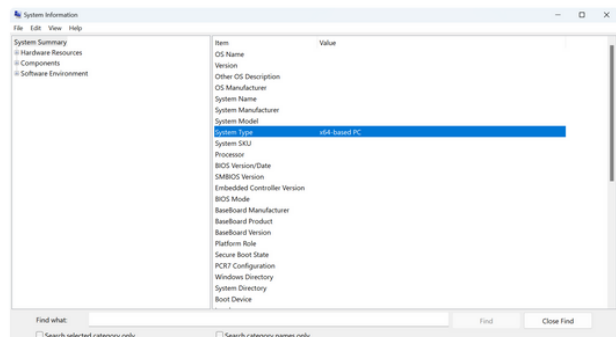 System Information
File Edit View Help
System Summary
Hardware Resources
Components
Software Environment
Item Value
OS Name
Version
Other OS Description
OS Manufacturer
System Name
System Manufacturer
System Model
System Type x64-based PC
System SKU
Processor
BIOS Version/Date
SMBIOS Version
Embedded Controller Version
BIOS Mode
BaseBoard Manufacturer
BaseBoard Product
BaseBoard Version
Platform Role
Secure Boot State
PCR7 Configuration
Windows Directory
System Directory
Boot Device
Find what: Find Close Find
Search selected category only Search category names only